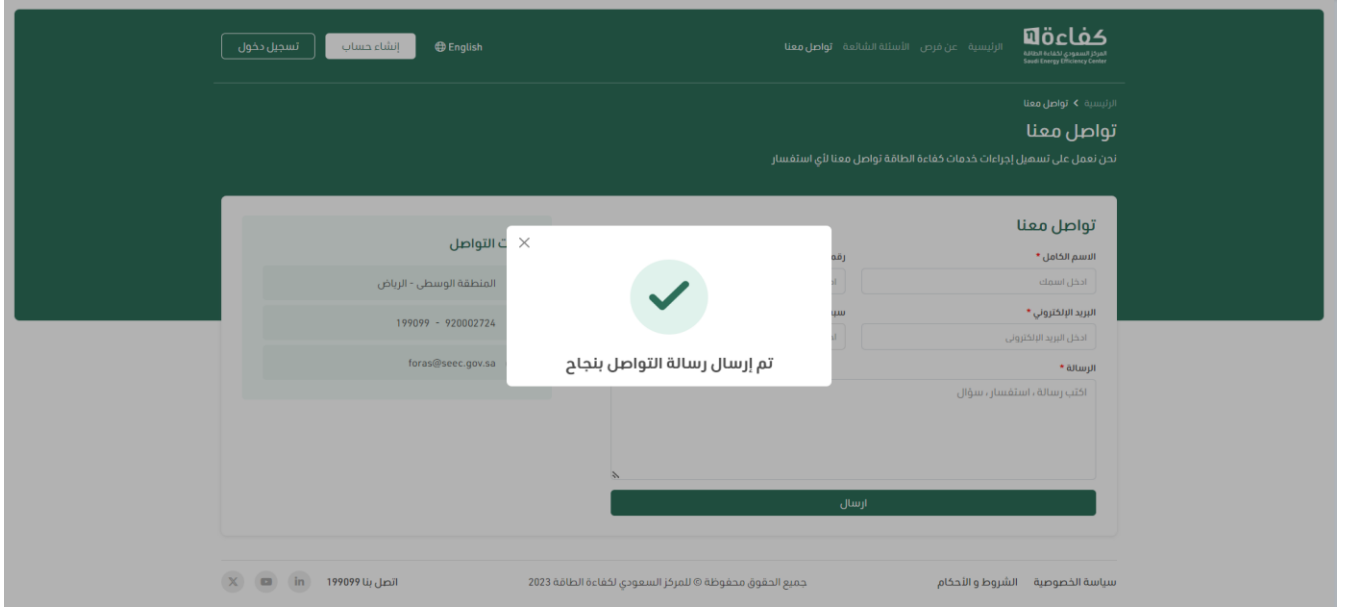 كفاءة
المركز السعودي لكفاءة الطاقة
Saudi Energy Efficiency Center
الرئيسية عن فرص الأسئلة الشائعة تواصل معنا
English
إنشاء حساب
تسجيل دخول
الرئيسية > تواصل معنا
تواصل معنا
نحن نعمل على تسهيل إجراءات خدمات كفاءة الطاقة تواصل معنا لأي استفسار
تواصل معنا
الاسم الكامل *
ادخل اسمك
البريد الإلكتروني *
ادخل البريد الإلكتروني
الرسالة *
اكتب رسالة ، استفسار ، سؤال
ارسال
التواصل
المنطقة الوسطى - الرياض
199099 - 920002724
foras@seec.gov.sa
تم إرسال رسالة التواصل بنجاح
سياسة الخصوصية الشروط و الأحكام
جميع الحقوق محفوظة © للمركز السعودي لكفاءة الطاقة 2023
اتصل بنا 199099